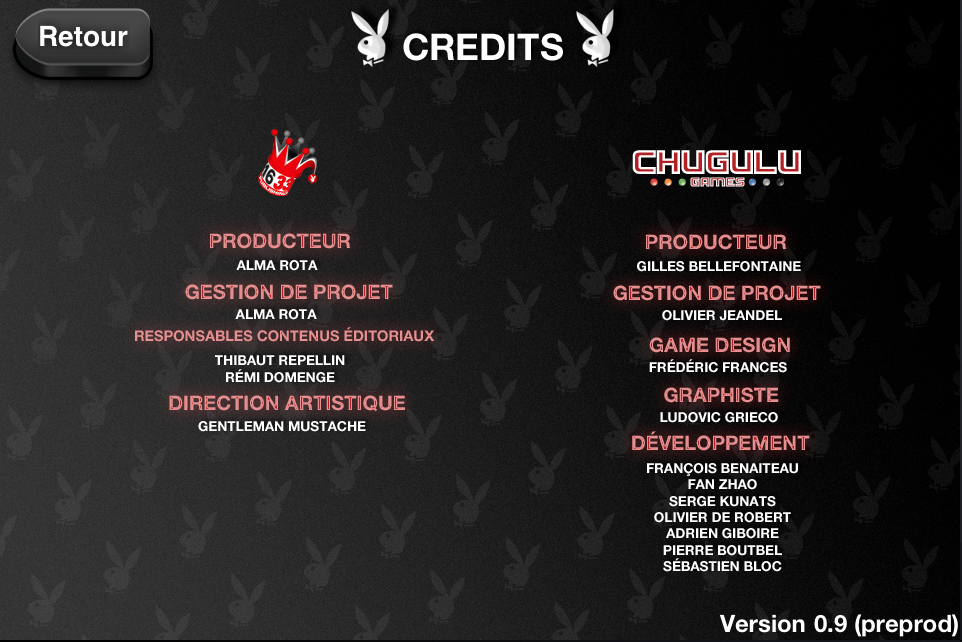 Retour
CREDITS
1633
PRODUCTEUR
ALMA ROTA
GESTION DE PROJET
ALMA ROTA
RESPONSABLES CONTENUS ÉDITORIAUX
THIBAUT REPELLIN
RÉMI DOMENGE
DIRECTION ARTISTIQUE
GENTLEMAN MUSTACHE
CHUGULU
GAMES
PRODUCTEUR
GILLES BELLEFONTAINE
GESTION DE PROJET
OLIVIER JEANDEL
GAME DESIGN
FRÉDÉRIC FRANCES
GRAPHISTE
LUDOVIC GRIECO
DÉVELOPPEMENT
FRANÇOIS BENAITEAU
FAN ZHAO
SERGE KUNATS
OLIVIER DE ROBERT
ADRIEN GIBOIRE
PIERRE BOUTBEL
SÉBASTIEN BLOC
Version 0.9 (preprod)